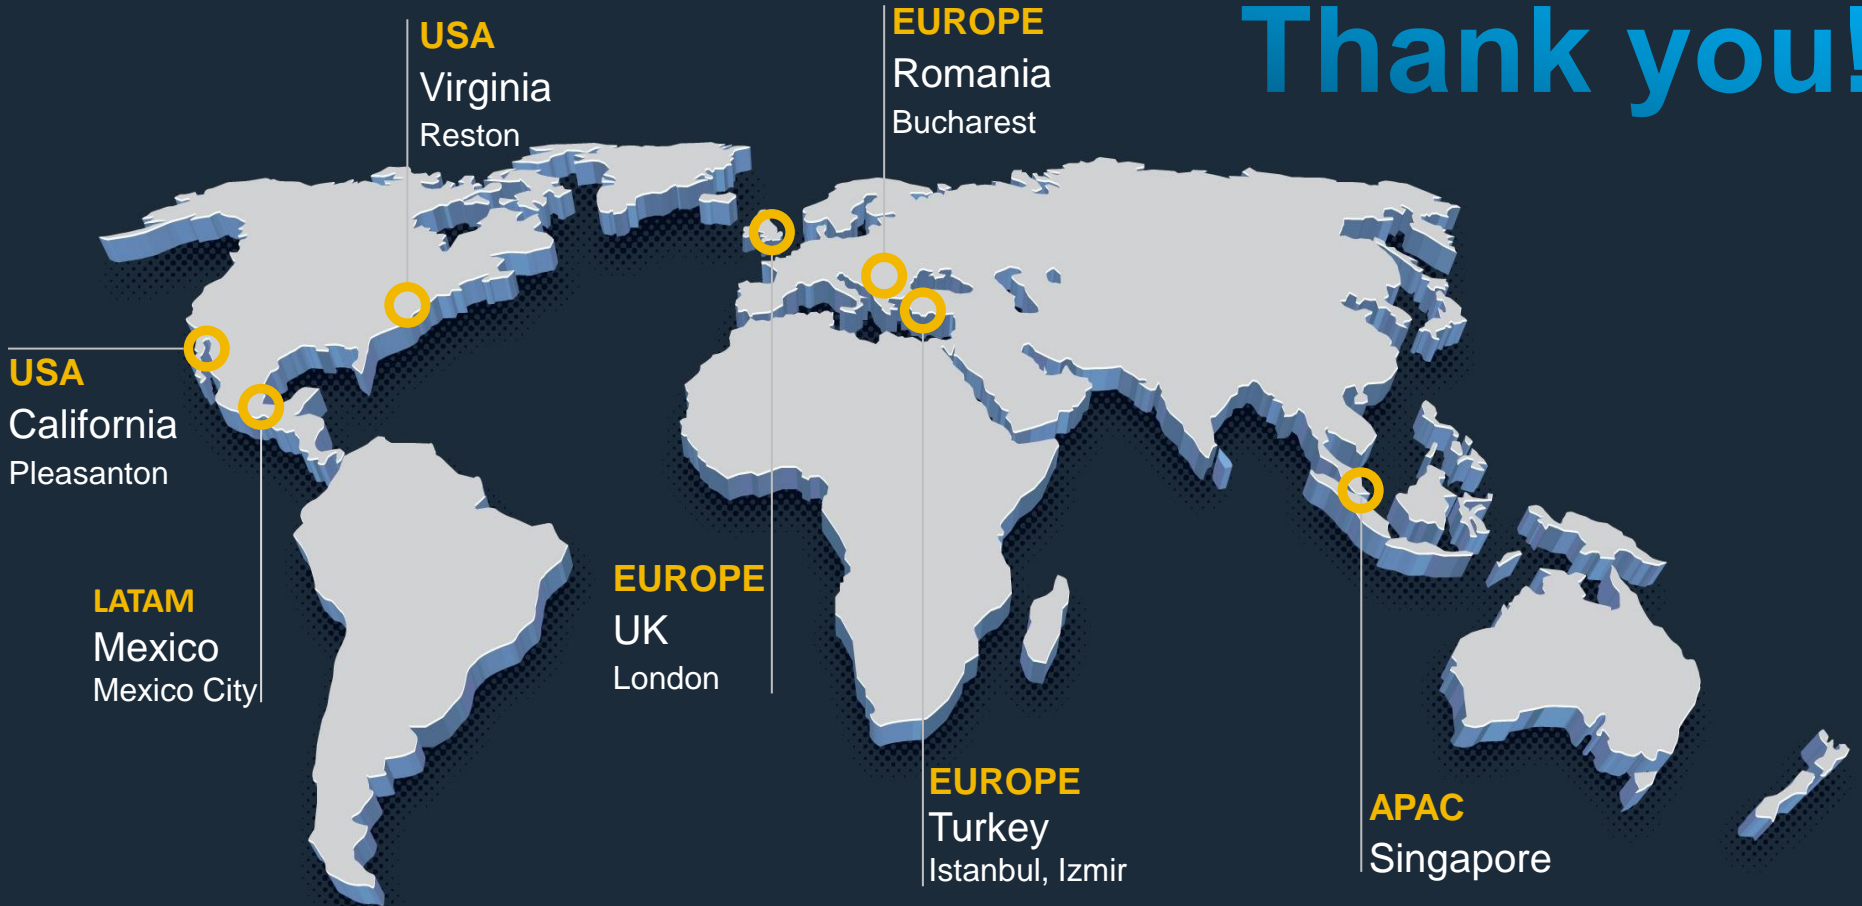 Thank you!
USA
Virginia
Reston
EUROPE
Romania
Bucharest
USA
California
Pleasanton
LATAM
Mexico
Mexico City
EUROPE
UK
London
EUROPE
Turkey
Istanbul, Izmir
APAC
Singapore